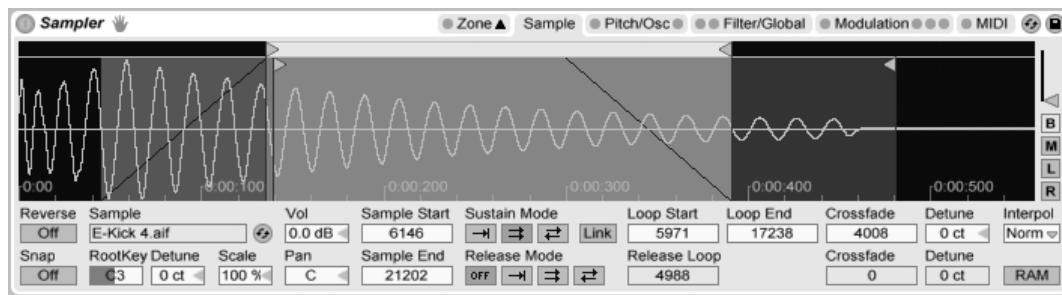 Sampler Zone Sample Pitch/Osc Filter/Global Modulation MIDI
B
M
L
R
0:00 0:00:100 0:00:200 0:00:300 0:00:400 0:00:500
Reverse Sample Vol Sample Start Sustain Mode Loop Start Loop End Crossfade Detune Interpol
Off E-Kick 4.aif 0.0 dB 6146 Link 5971 17238 4008 0 ct Norm
Snap RootKey Detune Scale Pan Sample End Release Mode Release Loop Crossfade Detune
Off C3 0 ct 100 % C 21202 OFF 4988 0 0 ct RAM